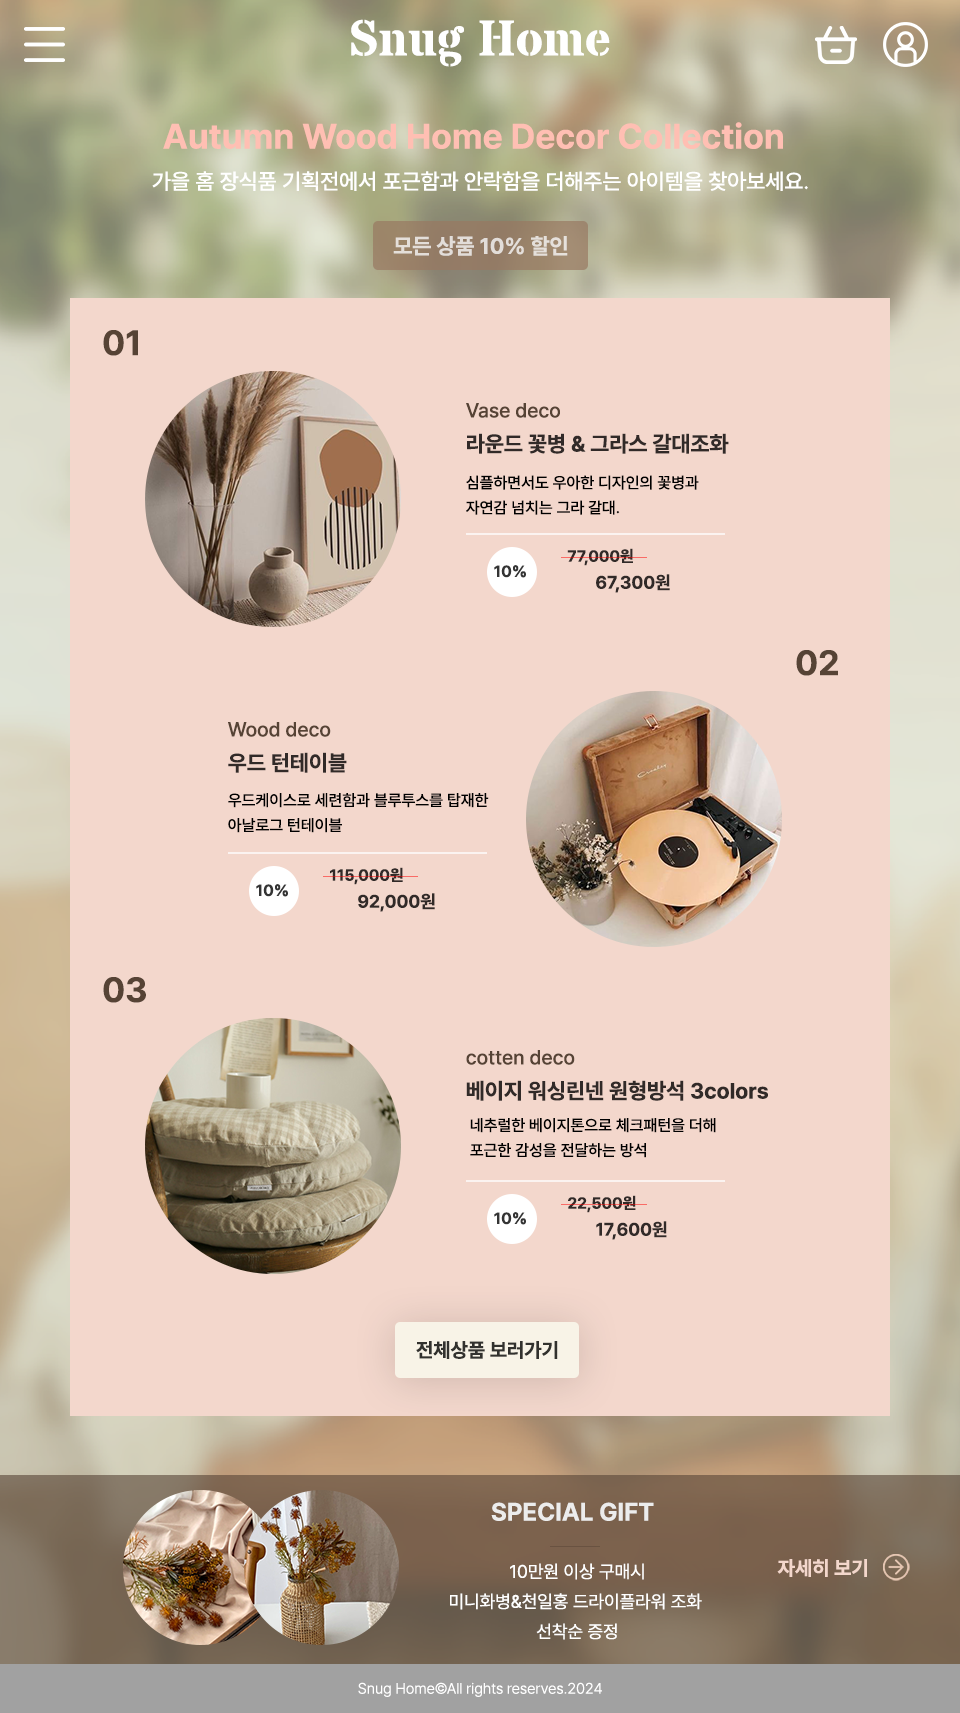 Snug Home
Autumn Wood Home Decor Collection
가을 홈 장식품 기획전에서 포근함과 안락함을 더해주는 아이템을 찾아보세요.
모든 상품 10% 할인
01
Vase deco
라운드 꽃병 & 그라스 갈대조화
심플하면서도 우아한 디자인의 꽃병과
자연감 넘치는 그라 갈대.
10%
77,000원
67,300원
02
Wood deco
우드 턴테이블
우드케이스로 세련함과 블루투스를 탑재한
아날로그 턴테이블
10%
115,000원
92,000원
Crosley
03
cotten deco
베이지 워싱린넨 원형방석 3colors
네추럴한 베이지톤으로 체크패턴을 더해
포근한 감성을 전달하는 방석
10%
22,500원
17,600원
전체상품 보러가기
SPECIAL GIFT
10만원 이상 구매시
미니화병&천일홍 드라이플라워 조화
선착순 증정
자세히 보기
Snug Home©All rights reserves.2024